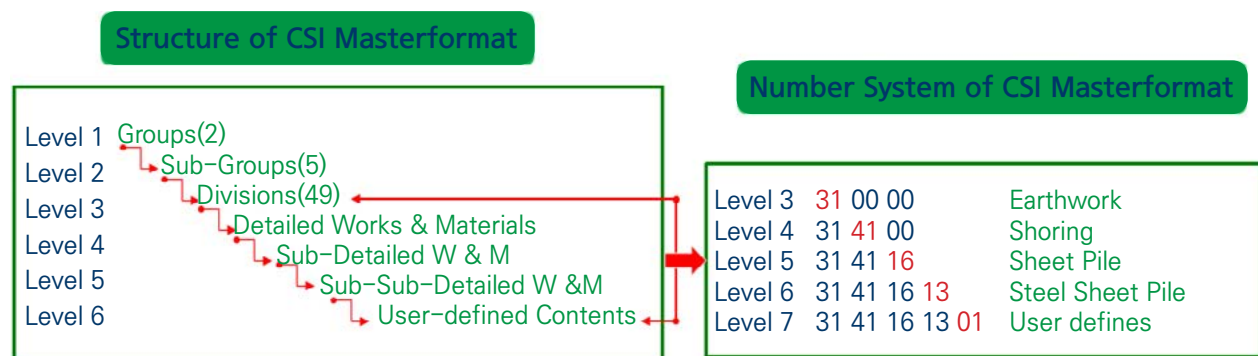 Structure of CSI Masterformat
Level 1 Groups(2)
Level 2 Sub-Groups(5)
Level 3 Divisions(49)
Level 4 Detailed Works & Materials
Level 5 Sub-Detailed W & M
Level 6 Sub-Sub-Detailed W &M
User-defined Contents
Number System of CSI Masterformat
Level 3 31 00 00 Earthwork
Level 4 31 41 00 Shoring
Level 5 31 41 16 Sheet Pile
Level 6 31 41 16 13 Steel Sheet Pile
Level 7 31 41 16 13 01 User defines